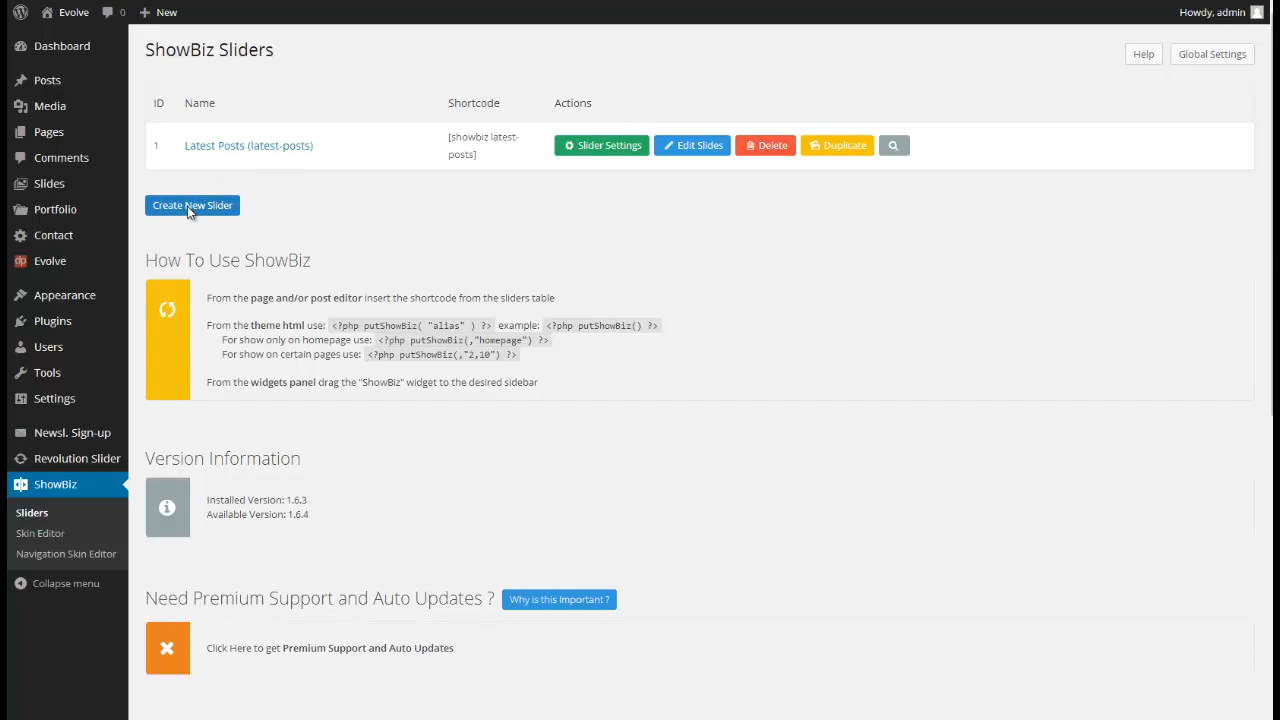 Evolve
0
New
Howdy, admin
Dashboard
Posts
Media
Pages
Comments
Slides
Portfolio
Contact
dp Evolve
Appearance
Plugins
Users
Tools
Settings
Newsl. Sign-up
Revolution Slider
ShowBiz
Sliders
Skin Editor
Navigation Skin Editor
Collapse menu
ShowBiz Sliders
Help
Global Settings
ID Name Shortcode Actions
1 Latest Posts (latest-posts) [showbiz latest-
posts]
Slider Settings Edit Slides Delete Duplicate
Create New Slider
How To Use ShowBiz
From the page and/or post editor insert the shortcode from the sliders table
From the theme html use: <?php putShowBiz( "alias" ) ?> example: <?php putShowBiz() ?>
For show only on homepage use: <?php putShowBiz(,"homepage") ?>
For show on certain pages use: <?php putShowBiz(,"2,10") ?>
From the widgets panel drag the "ShowBiz" widget to the desired sidebar
Version Information
Installed Version: 1.6.3
Available Version: 1.6.4
Need Premium Support and Auto Updates ? Why is this Important ?
Click Here to get Premium Support and Auto Updates